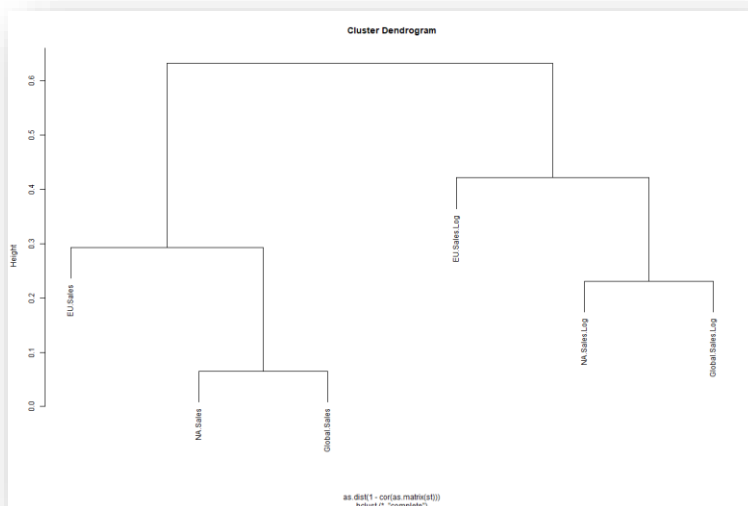 Cluster Dendrogram
Height
0.6
0.5
0.4
0.3
0.2
0.1
0.0
EU.Sales
NA.Sales
Global.Sales
EU.Sales.Log
NA.Sales.Log
Global.Sales.Log
as.dist(1 - cor(as.matrix(st)))
hclust (*, "complete")